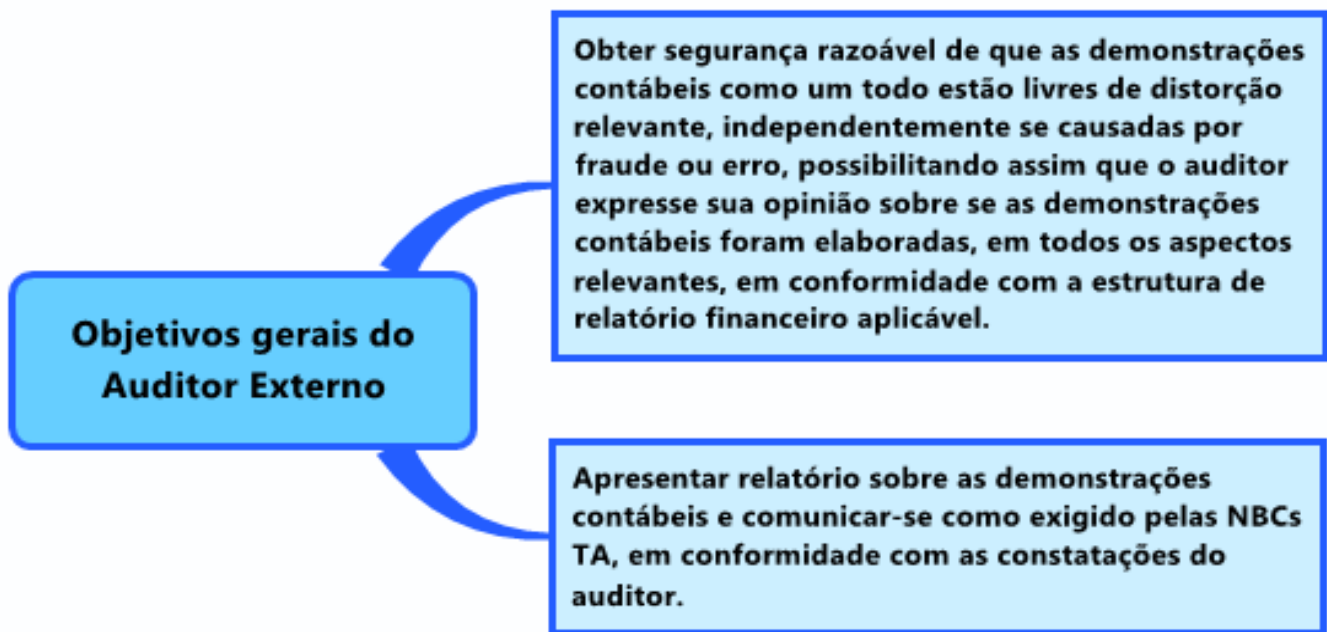 Obter segurança razoável de que as demonstrações
contábeis como um todo estão livres de distorção
relevante, independentemente se causadas por
fraude ou erro, possibilitando assim que o auditor
expresse sua opinião sobre se as demonstrações
contábeis foram elaboradas, em todos os aspectos
relevantes, em conformidade com a estrutura de
relatório financeiro aplicável.
Objetivos gerais do
Auditor Externo
Apresentar relatório sobre as demonstrações
contábeis e comunicar-se como exigido pelas NBCs
TA, em conformidade com as constatações do
auditor.